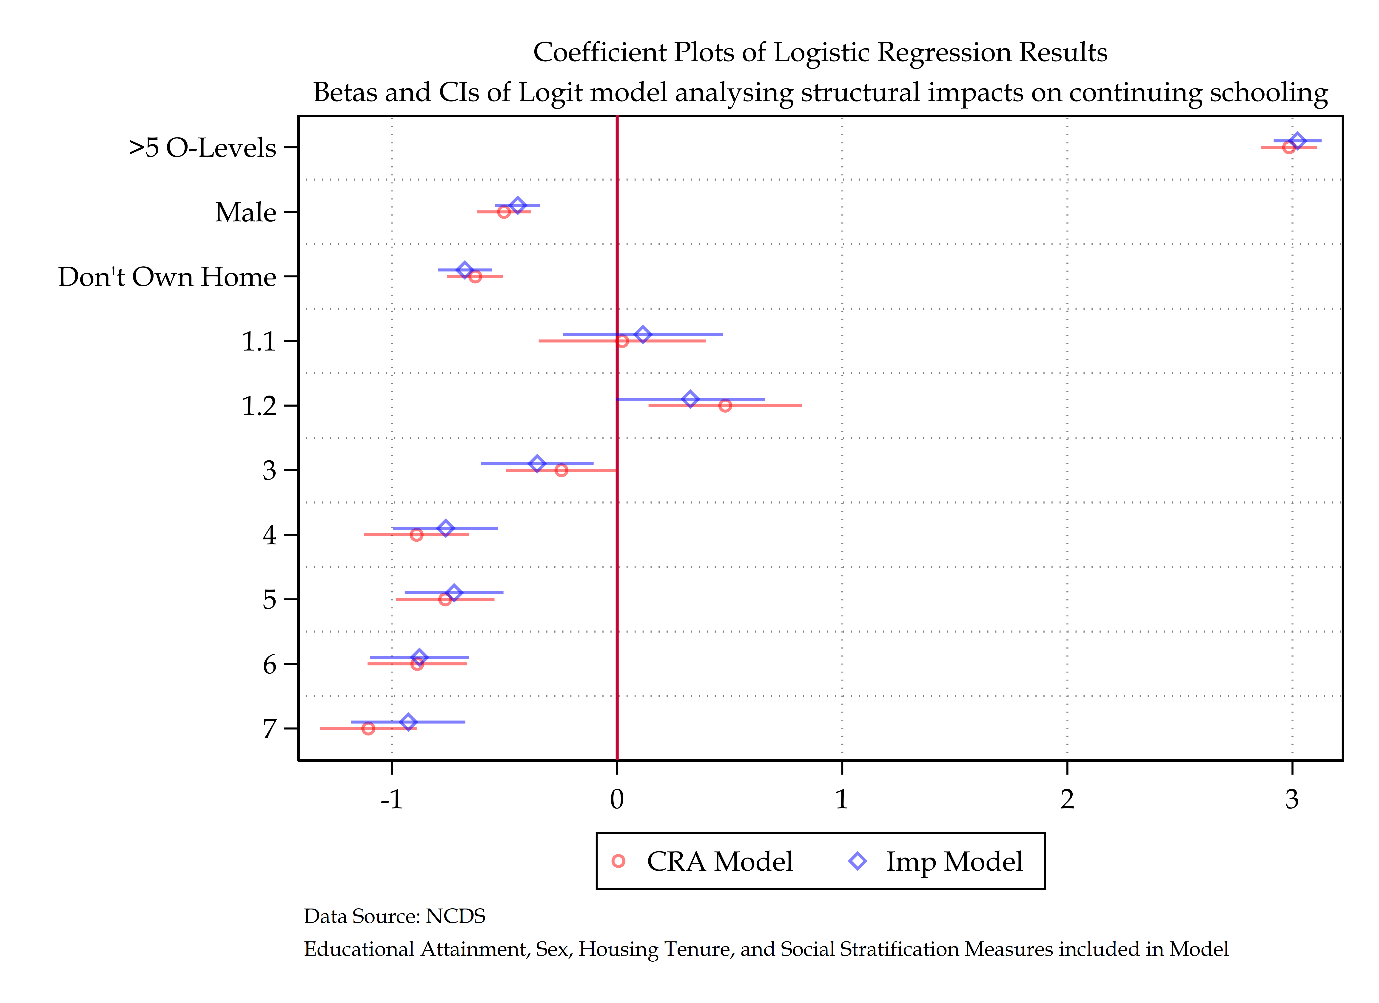 Coefficient Plots of Logistic Regression Results
Betas and CIs of Logit model analysing structural impacts on continuing schooling
>5 O-Levels
Male
Don't Own Home
1.1
1.2
3
4
5
6
7
-1 0 1 2 3
CRA Model Imp Model
Data Source: NCDS
Educational Attainment, Sex, Housing Tenure, and Social Stratification Measures included in Model